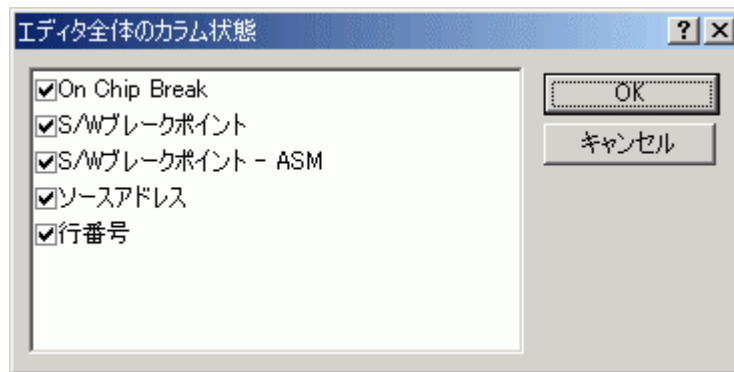 エディタ全体のカラム状態
On Chip Break
S/Wブレークポイント
S/Wブレークポイント - ASM
ソースアドレス
行番号
OK
キャンセル